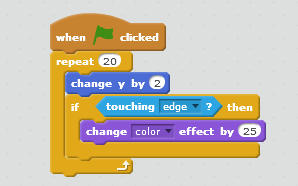 when clicked
repeat 20
change y by 2
if touching edge ? then
change color effect by 25